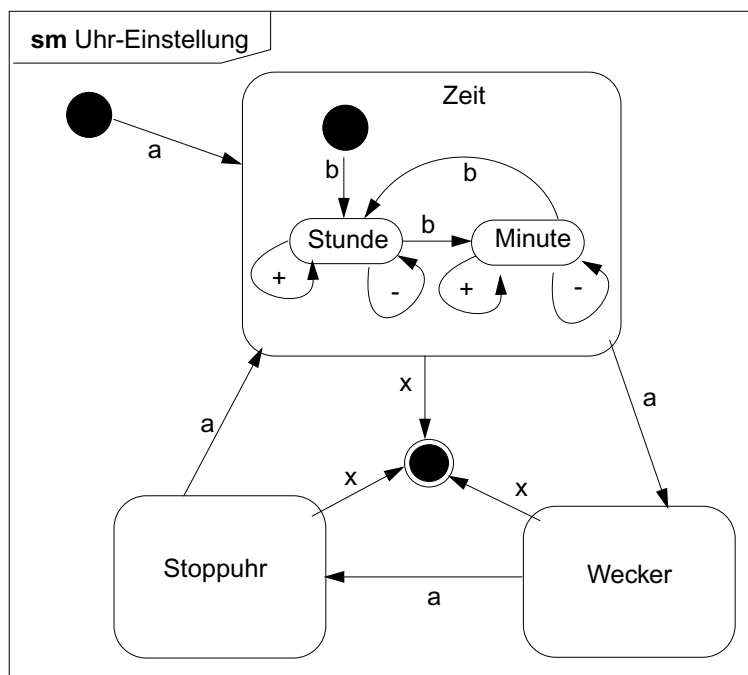 sm Uhr-Einstellung
Zeit
a
b
b
Stunde
b
Minute
+
-
+
-
x
a
a
x
x
Stoppuhr
Wecker
a